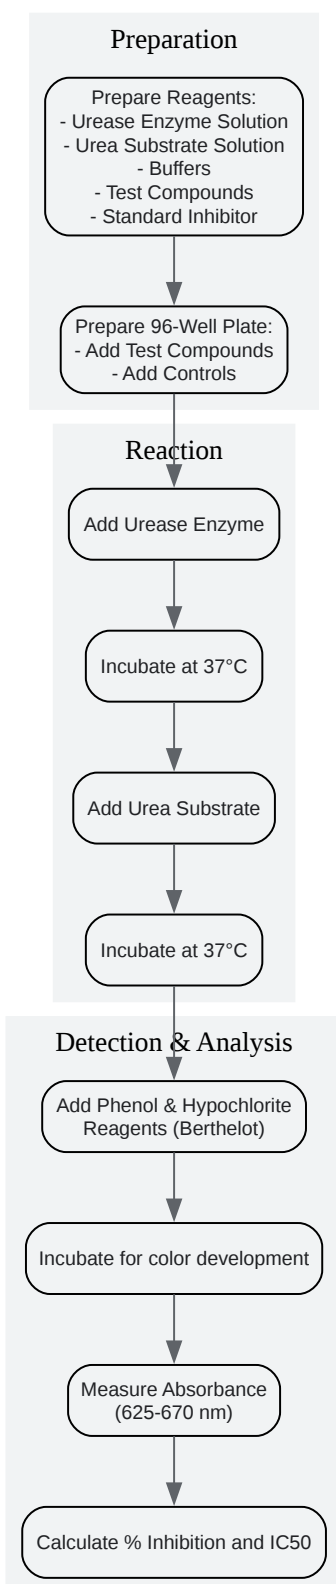 Preparation
Prepare Reagents:
- Urease Enzyme Solution
- Urea Substrate Solution
- Buffers
- Test Compounds
- Standard Inhibitor
Prepare 96-Well Plate:
- Add Test Compounds
- Add Controls
Reaction
Add Urease Enzyme
Incubate at 37°C
Add Urea Substrate
Incubate at 37°C
Detection & Analysis
Add Phenol & Hypochlorite
Reagents (Berthelot)
Incubate for color development
Measure Absorbance
(625-670 nm)
Calculate % Inhibition and IC50